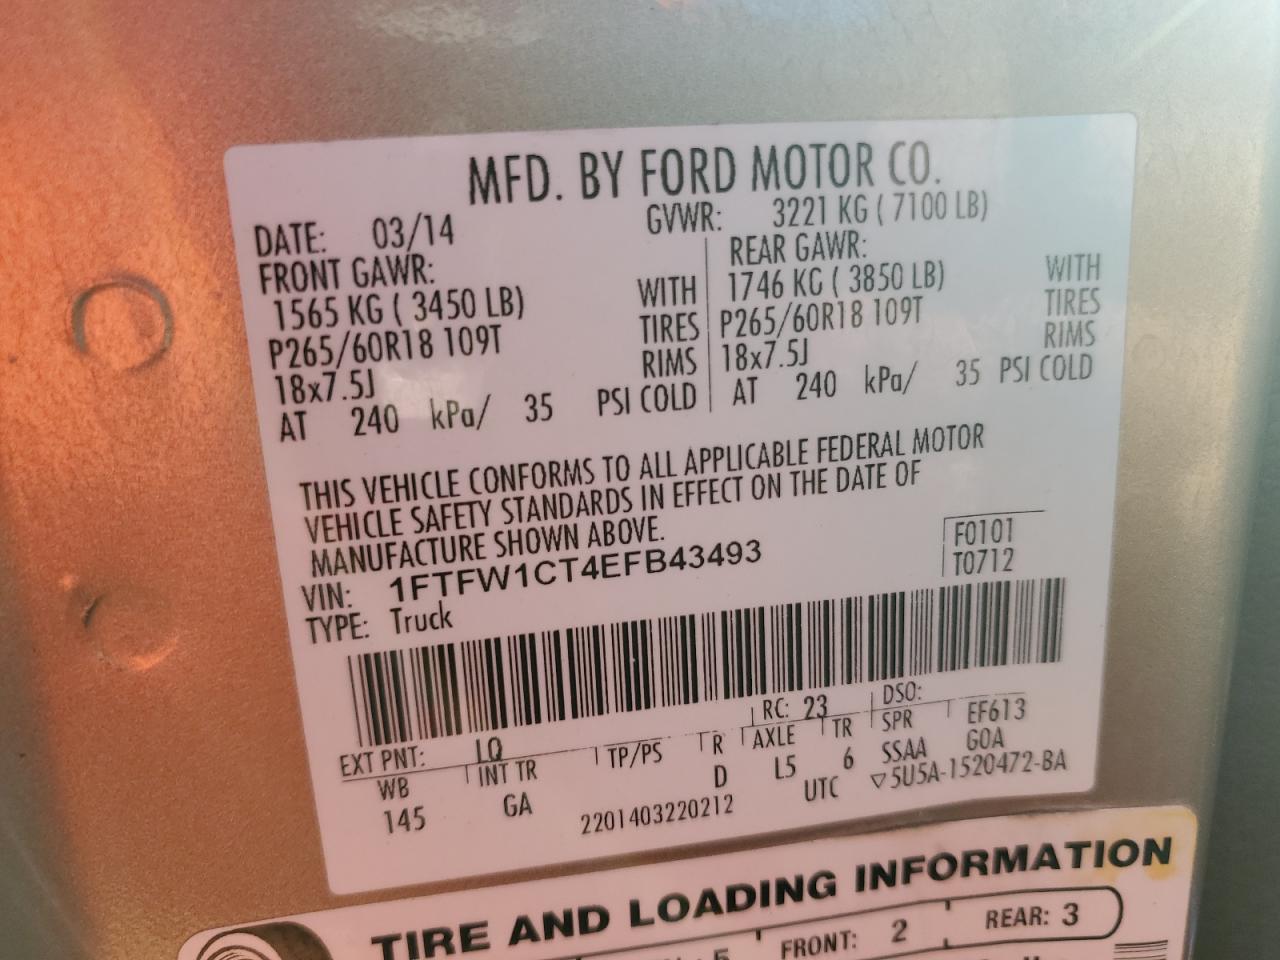 MFD. BY FORD MOTOR CO.
DATE: 03/14 GVWR: 3221 KG ( 7100 LB)
FRONT GAWR: REAR GAWR:
1565 KG ( 3450 LB) WITH 1746 KG ( 3850 LB) WITH
P265/60R18 109T TIRES P265/60R18 109T TIRES
18x7.5J RIMS 18x7.5J RIMS
AT 240 kPa/ 35 PSI COLD AT 240 kPa/ 35 PSI COLD
THIS VEHICLE CONFORMS TO ALL APPLICABLE FEDERAL MOTOR
VEHICLE SAFETY STANDARDS IN EFFECT ON THE DATE OF
MANUFACTURE SHOWN ABOVE.
VIN: 1FTFW1CT4EFB43493 F0101
TYPE: Truck T0712
EXT PNT: LQ RC: 23 DSO:
WB INT TR TP/PS R AXLE TR SPR EF613
145 GA D L5 6 SSAA GOA
2201403220212 UTC ▽5U5A-1520472-BA
TIRE AND LOADING INFORMATION
FRONT: 2 REAR: 3